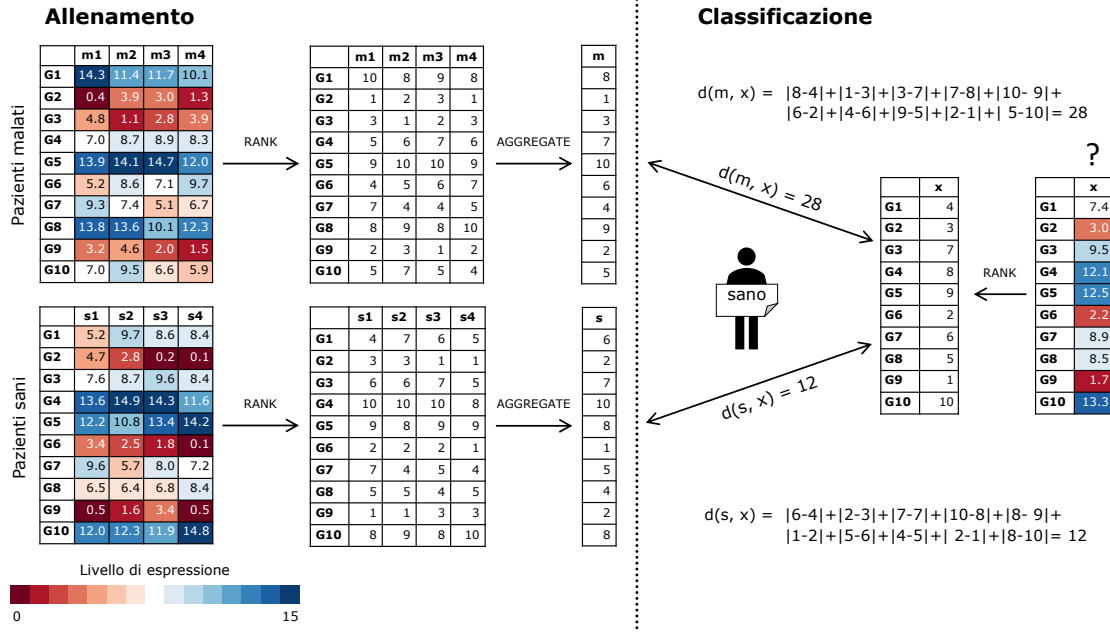 Allenamento
Classificazione
Pazienti malati
m1 m2 m3 m4
G1 14.3 11.4 11.7 10.1
G2 0.4 3.9 3.0 1.3
G3 4.8 1.1 2.8 3.9
G4 7.0 8.7 8.9 8.3
G5 13.9 14.1 14.7 12.0
G6 5.2 8.6 7.1 9.7
G7 9.3 7.4 5.1 6.7
G8 13.8 13.6 10.1 12.3
G9 3.2 4.6 2.0 1.5
G10 7.0 9.5 6.6 5.9
RANK
m1 m2 m3 m4
G1 10 8 9 8
G2 1 2 3 1
G3 3 1 2 3
G4 5 6 7 6
G5 9 10 10 9
G6 4 5 6 7
G7 7 4 4 5
G8 8 9 8 10
G9 2 3 1 2
G10 5 7 5 4
AGGREGATE
m
8
1
3
7
10
6
4
9
2
5
Pazienti sani
s1 s2 s3 s4
G1 5.2 9.7 8.6 8.4
G2 4.7 2.8 0.2 0.1
G3 7.6 8.7 9.6 8.4
G4 13.6 14.9 14.3 11.6
G5 12.2 10.8 13.4 14.2
G6 3.4 2.5 1.8 0.1
G7 9.6 5.7 8.0 7.2
G8 6.5 6.4 6.8 8.4
G9 0.5 1.6 3.4 0.5
G10 12.0 12.3 11.9 14.8
RANK
s1 s2 s3 s4
G1 4 7 6 5
G2 3 3 1 1
G3 6 6 7 5
G4 10 10 10 8
G5 9 8 9 9
G6 2 2 2 1
G7 7 4 5 4
G8 5 5 4 5
G9 1 1 3 3
G10 8 9 8 10
AGGREGATE
s
6
2
7
10
8
1
5
4
2
8
Livello di espressione
0 15
d(m, x) = |8-4|+|1-3|+|3-7|+|7-8|+|10- 9|+
|6-2|+|4-6|+|9-5|+|2-1|+| 5-10|= 28
d(m, x) = 28
sano
d(s, x) = 12
x
G1 4
G2 3
G3 7
G4 8
G5 9
G6 2
G7 6
G8 5
G9 1
G10 10
RANK
?
x
G1 7.4
G2 3.0
G3 9.5
G4 12.1
G5 12.5
G6 2.2
G7 8.9
G8 8.5
G9 1.7
G10 13.3
d(s, x) = |6-4|+|2-3|+|7-7|+|10-8|+|8- 9|+
|1-2|+|5-6|+|4-5|+| 2-1|+|8-10|= 12